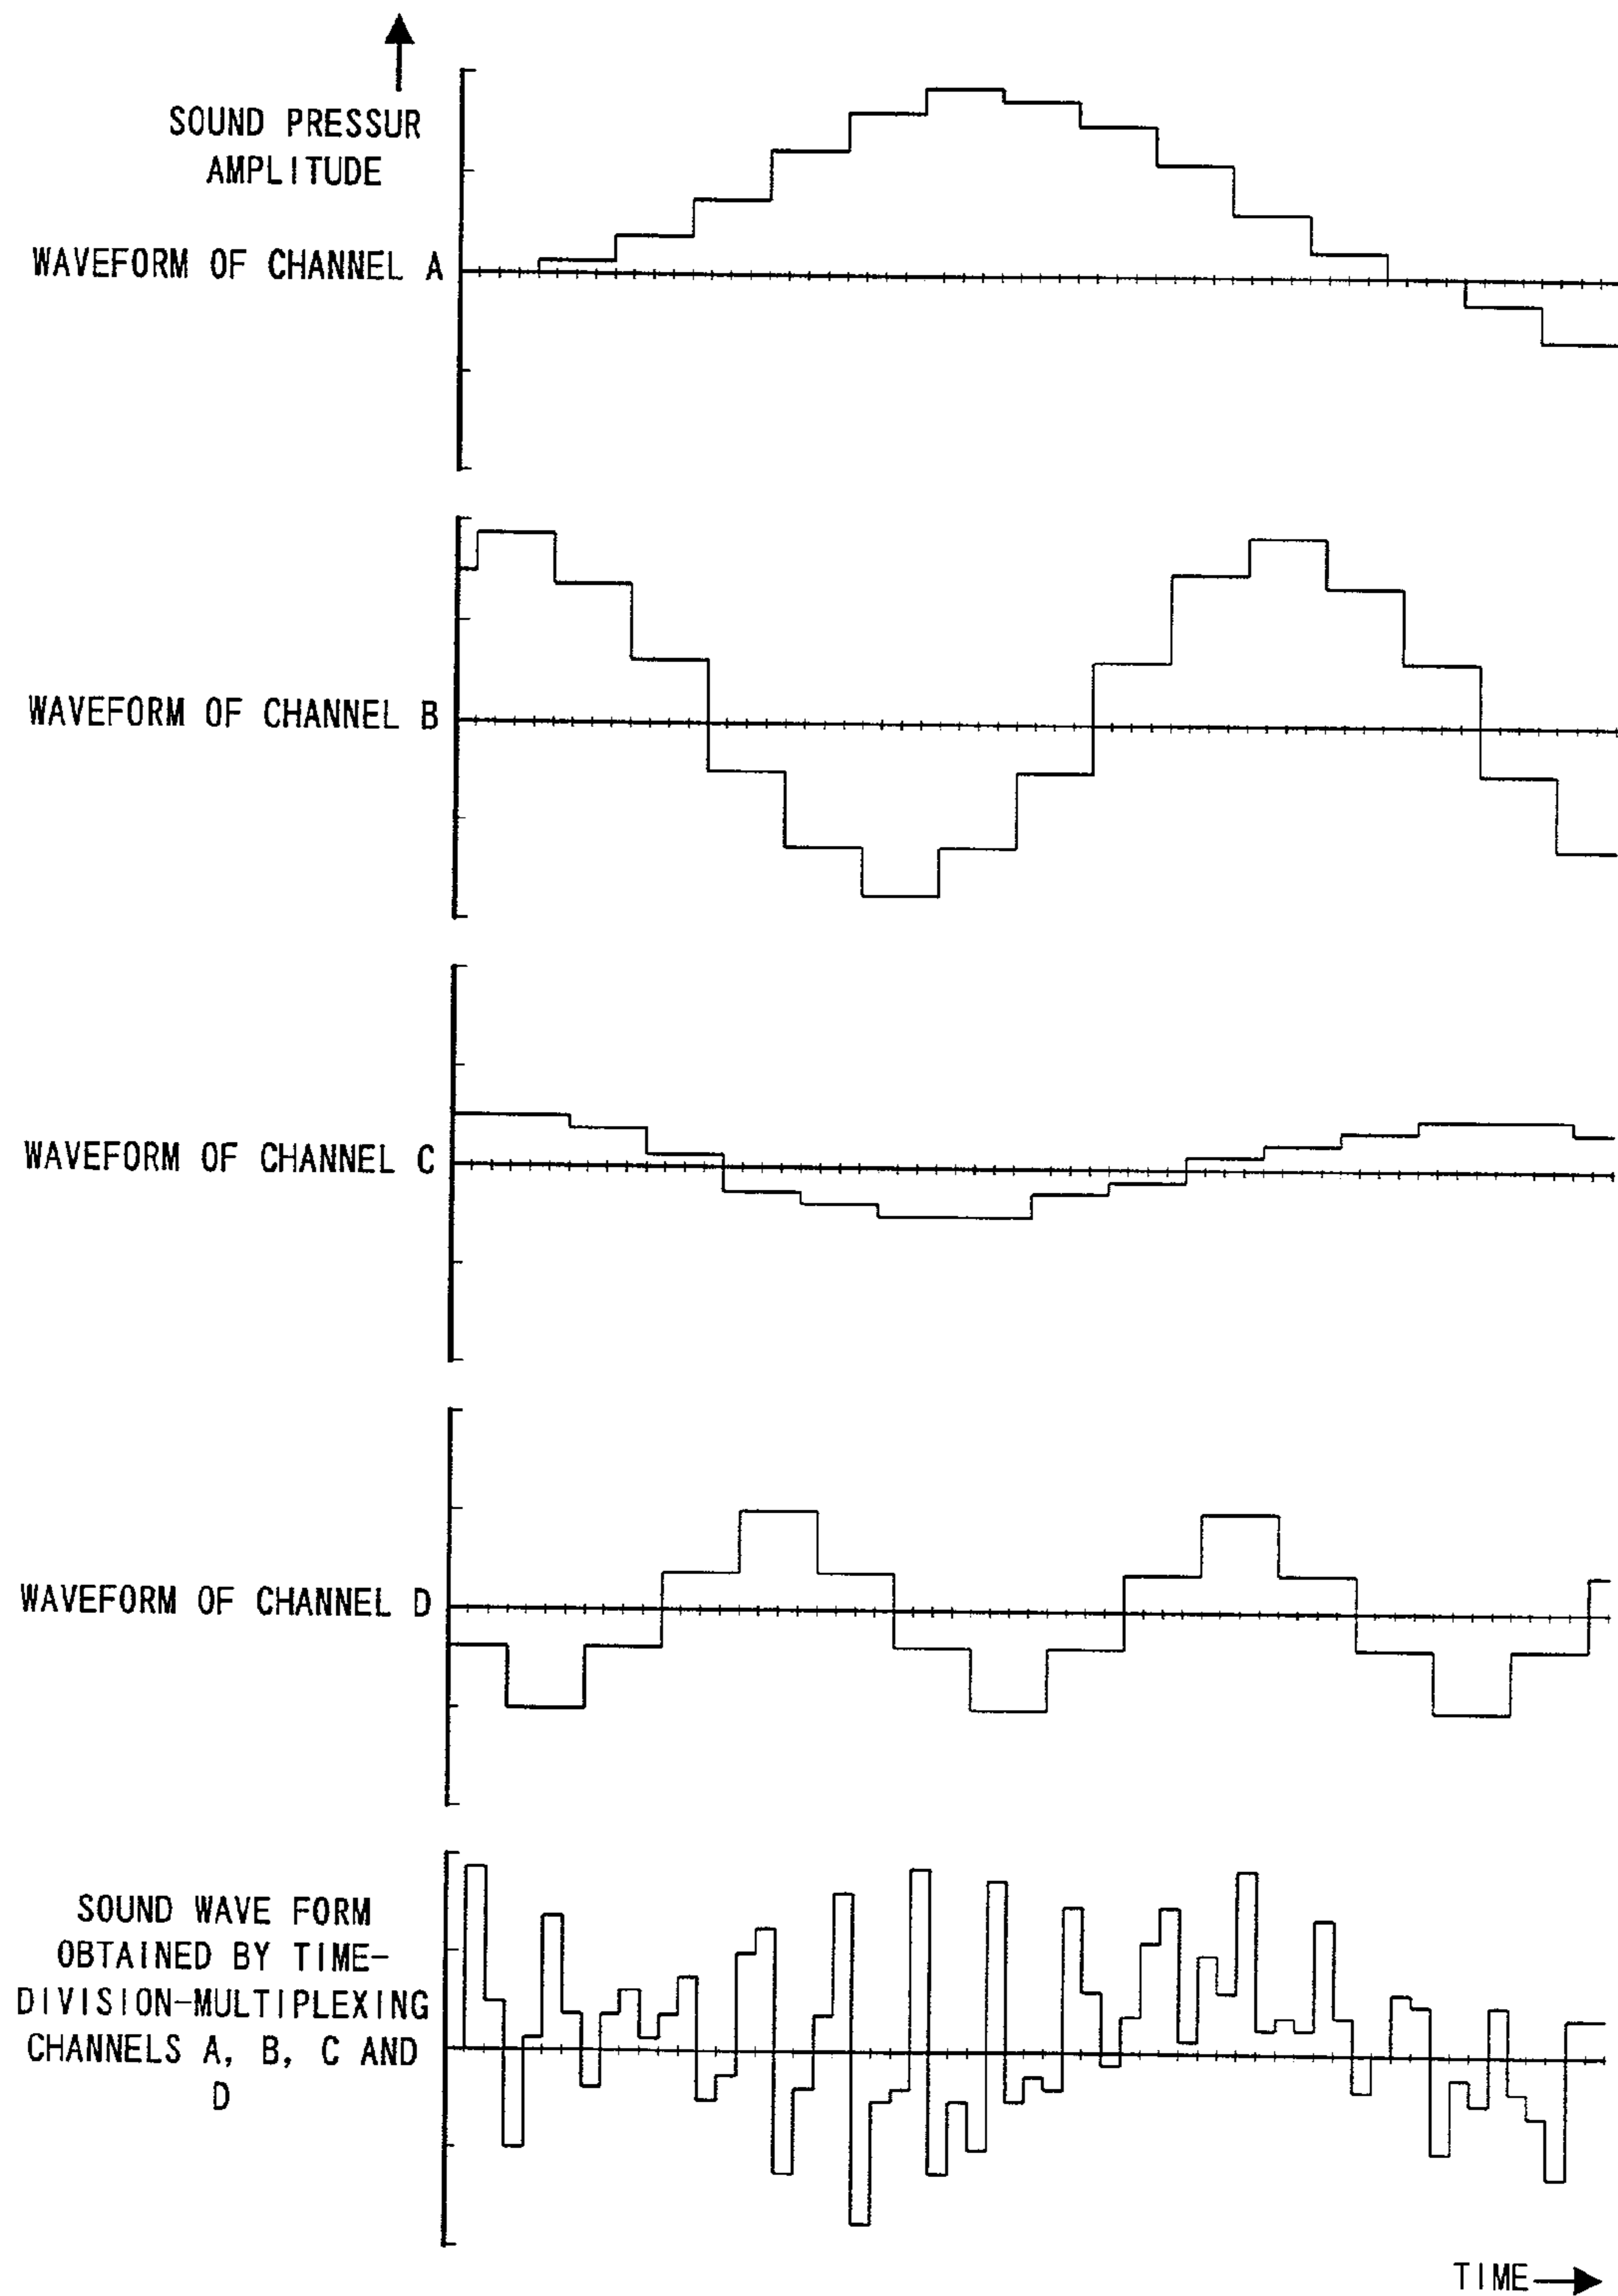 SOUND PRESSUR
AMPLITUDE
WAVEFORM OF CHANNEL A
WAVEFORM OF CHANNEL B
WAVEFORM OF CHANNEL C
WAVEFORM OF CHANNEL D
SOUND WAVE FORM
OBTAINED BY TIME-
DIVISION-MULTIPLEXING
CHANNELS A, B, C AND
D
TIME